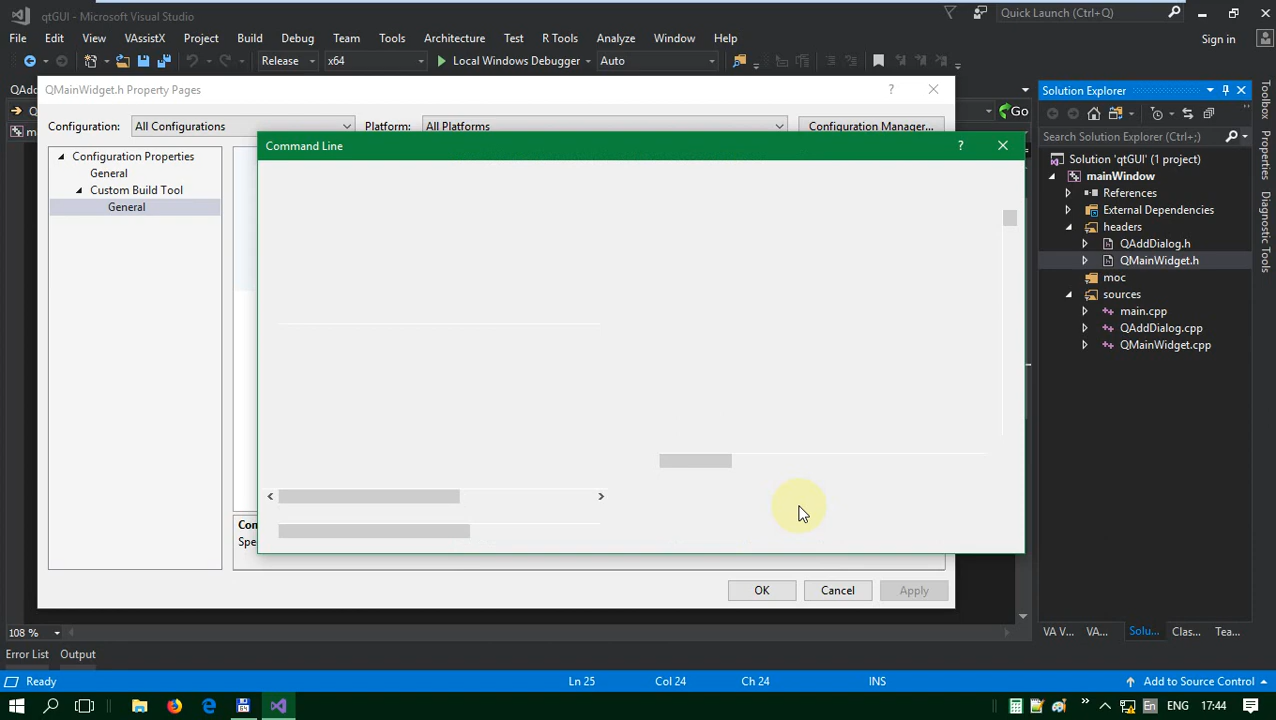 qtGUI - Microsoft Visual Studio
Quick Launch (Ctrl+Q)
File Edit View VAssistX Project Build Debug Team Tools Architecture Test R Tools Analyze Window Help
Sign in
Release x64 Local Windows Debugger Auto
QAdd
QMainWidget.h Property Pages ?
Solution Explorer
Go
Configuration: All Configurations Platform: All Platforms Configuration Manager...
Search Solution Explorer (Ctrl+;)
Command Line ?
Configuration Properties
General
Custom Build Tool
General
Solution 'qtGUI' (1 project)
mainWindow
References
External Dependencies
headers
QAddDialog.h
QMainWidget.h
moc
sources
main.cpp
QAddDialog.cpp
QMainWidget.cpp
Toolbox
Properties
Diagnostic Tools
Com
Spe
OK Cancel Apply
108 %
VA V... VA... Solu... Clas... Tea...
Error List Output
Ready Ln 25 Col 24 Ch 24 INS Add to Source Control
64 En ENG 17:44